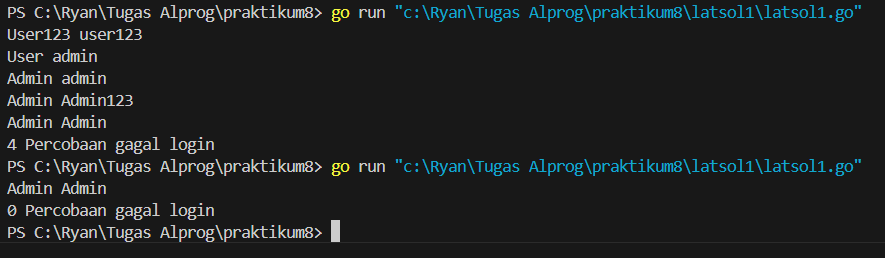 PS C:\Ryan\Tugas Alprog\praktikum8> go run "c:\Ryan\Tugas Alprog\praktikum8\latsol1\latsol1.go"
User123 user123
User admin
Admin admin
Admin Admin123
Admin Admin
4 Percobaan gagal login
PS C:\Ryan\Tugas Alprog\praktikum8> go run "c:\Ryan\Tugas Alprog\praktikum8\latsol1\latsol1.go"
Admin Admin
0 Percobaan gagal login
PS C:\Ryan\Tugas Alprog\praktikum8>